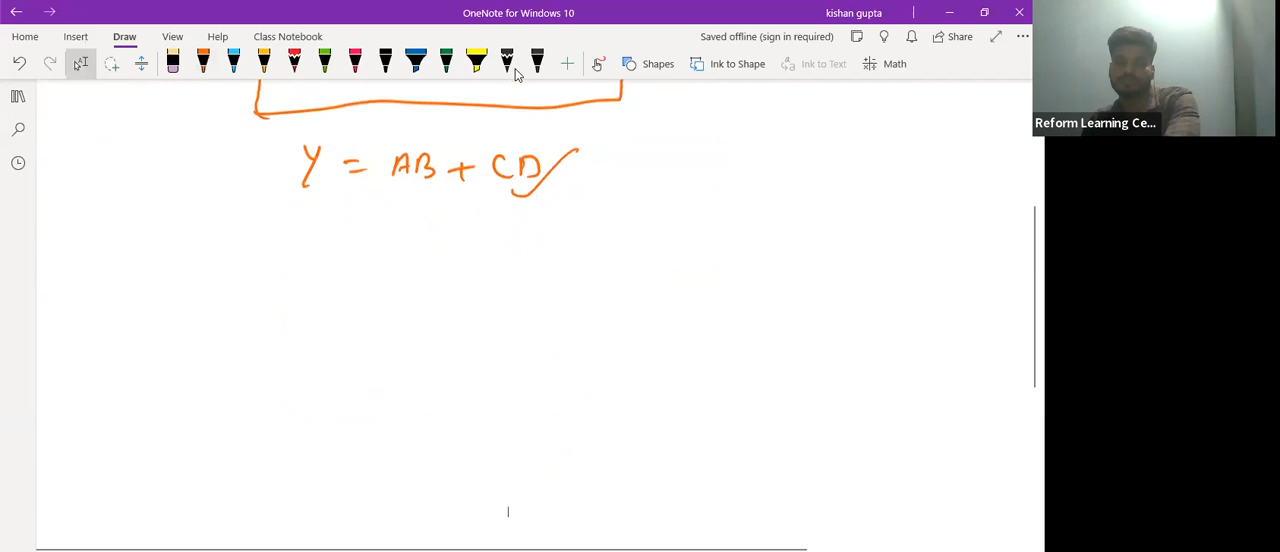 OneNote for Windows 10
kishan gupta
Home Insert Draw View Help Class Notebook
Saved offline (sign in required) Share
Shapes Ink to Shape Ink to Text Math
Reform Learning Ce...
Y = AB + CD